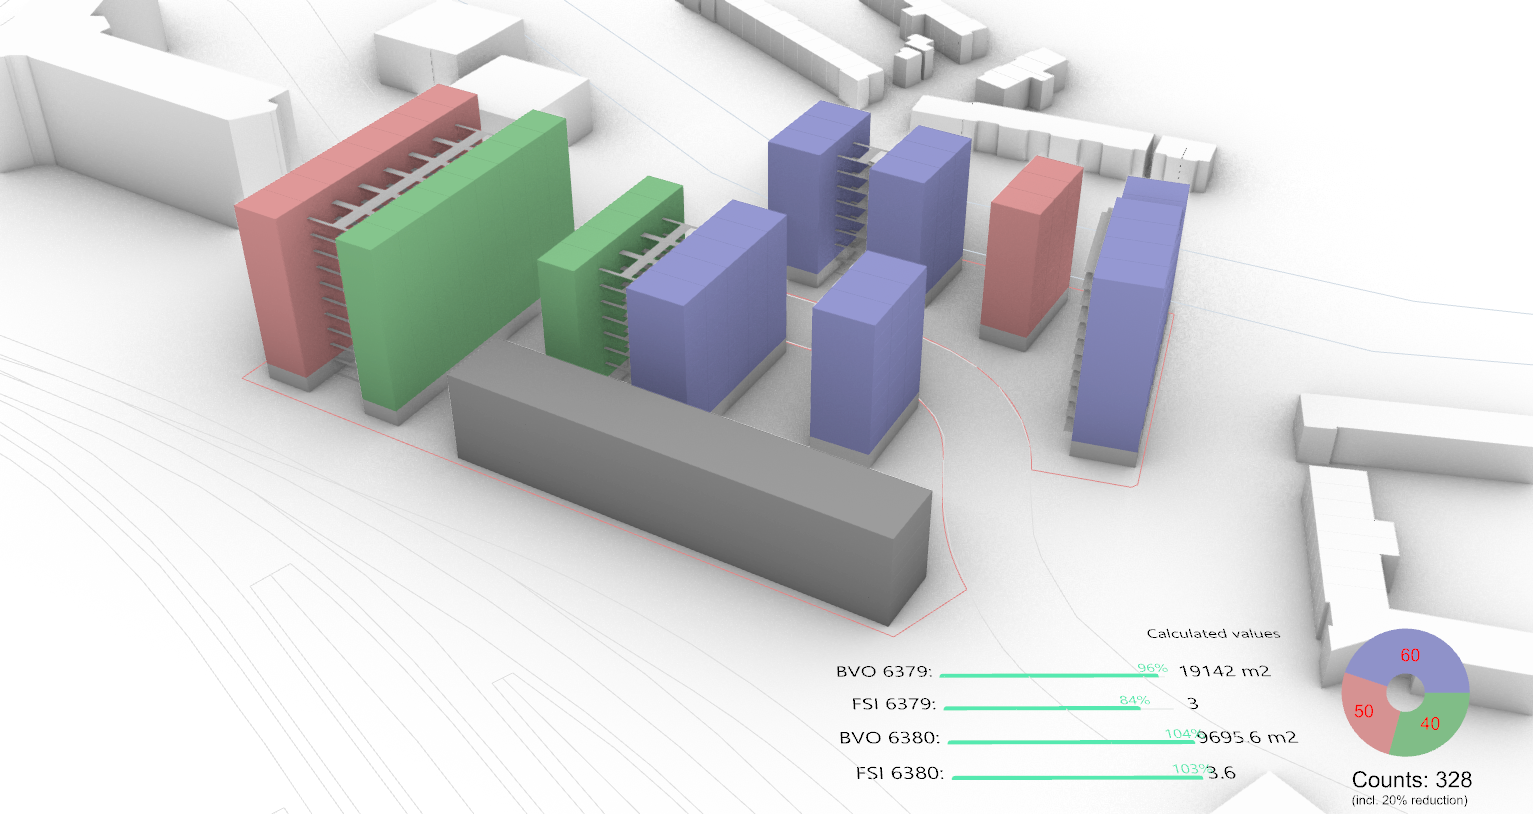 Calculated values
BVO 6379: 96% 19142 m2
FSI 6379: 84% 3
BVO 6380: 104% 9695.6 m2
FSI 6380: 103% 3.6
60
50
40
Counts: 328
(incl. 20% reduction)